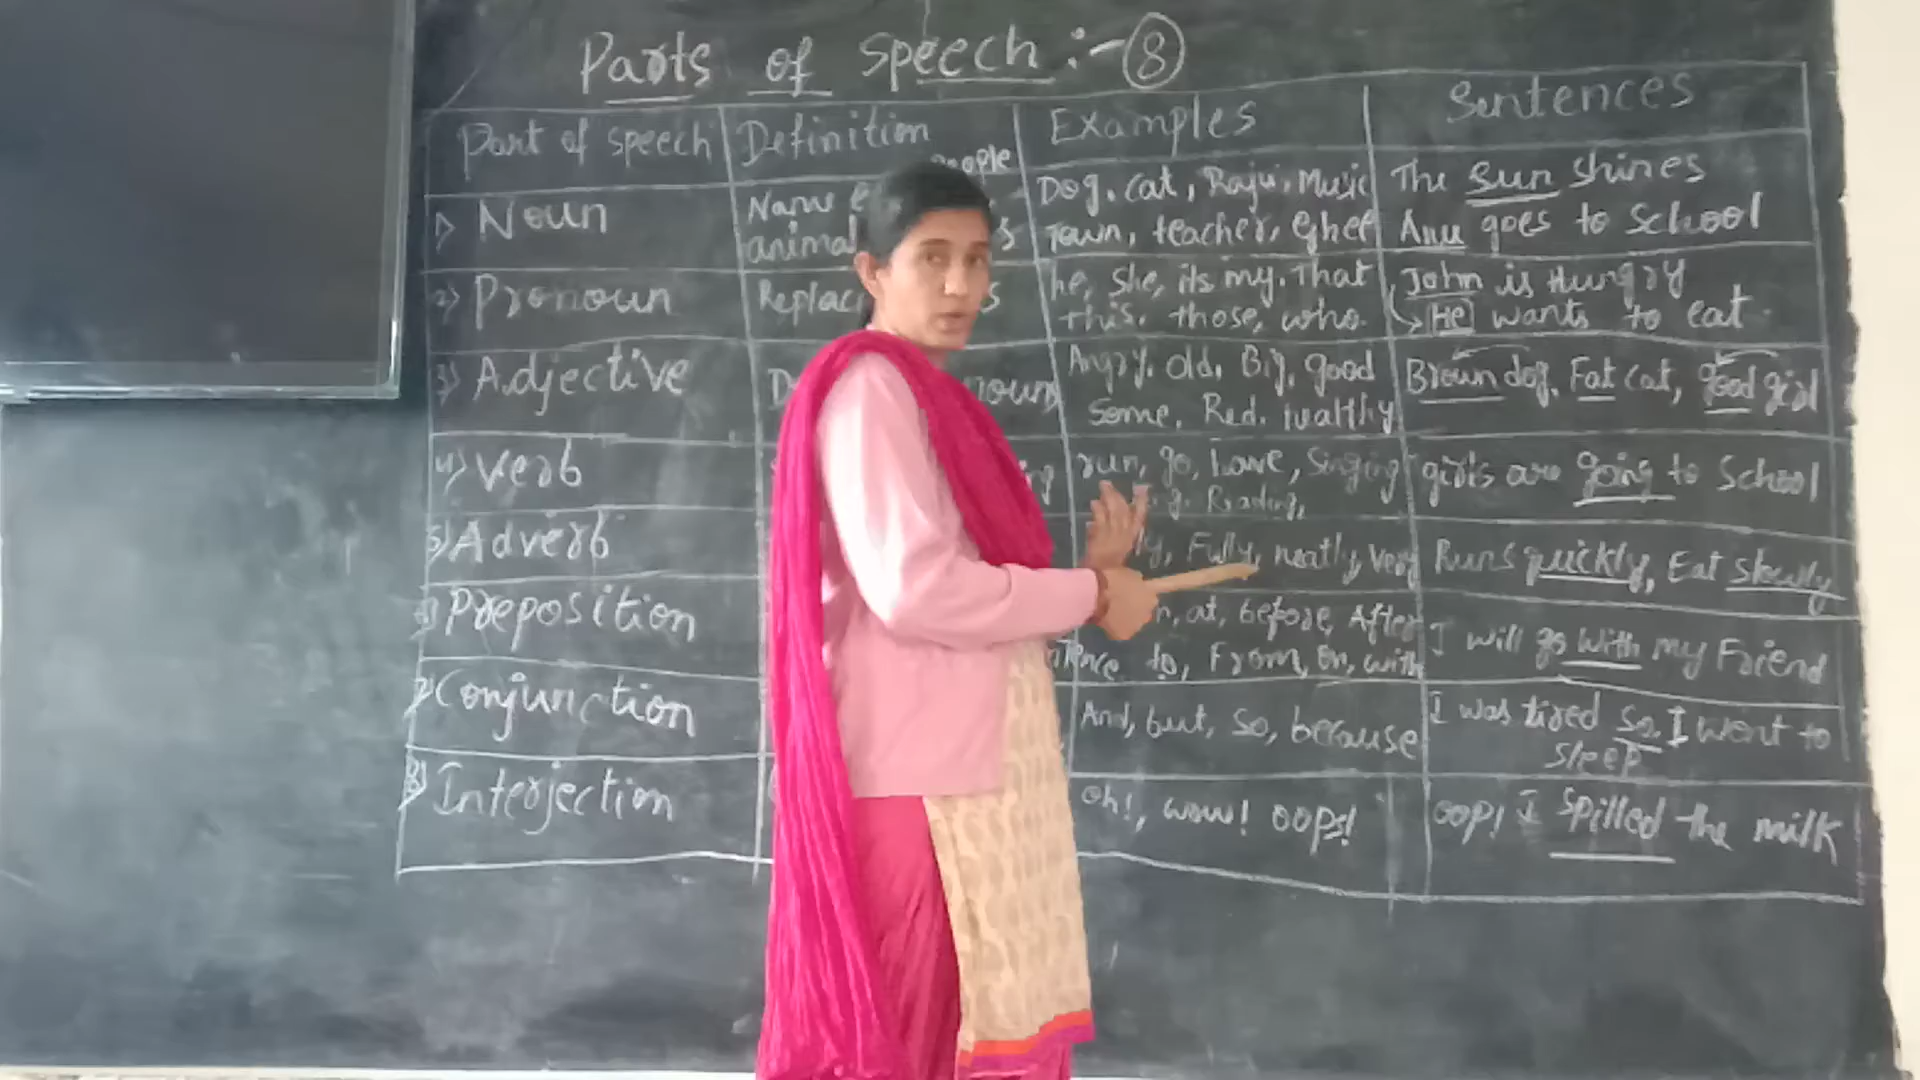 Parts of Speech :- 8
Part of speech Definition Examples Sentences
1) Noun Name people Dog, Cat, Raju, Music The Sun Shines
animal s Town, teacher, Ghee Anu goes to School
2) Pronoun Replac s he, she, its my. That John is Hungry
this. those, who. He wants to eat.
3) Adjective D noun Angry, old, Big, good Brown dog, Fat cat, good girl
Some, Red. wealthy
4) Verb run, go, have, Singing girls are going to School
Reading,
5) Adverb ly, Fully, neatly, very Runs quickly, Eat slowly
6) Preposition n, at, before, After I will go with my Friend
tence to, From, on, with
7) Conjunction And, but, so, because I was tired So, I went to
sleep
8) Interjection oh!, wow! oops! oop! I spilled the milk